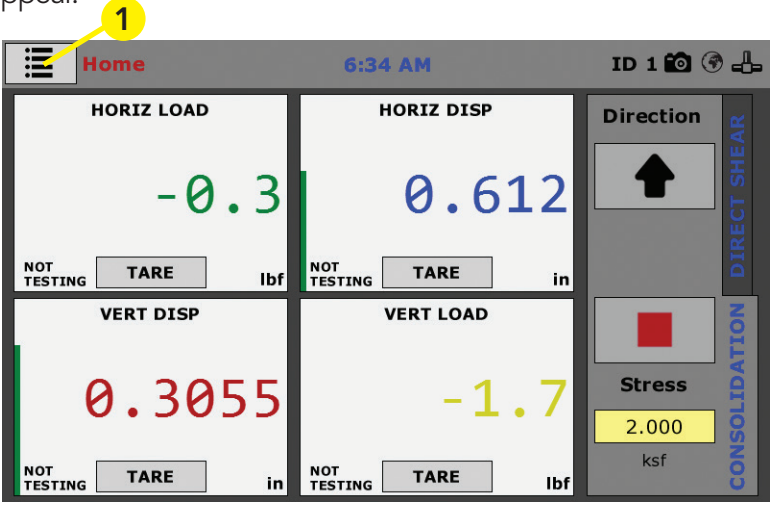 ppear.
1
Home
6:34 AM
ID 1
HORIZ LOAD
-0.3
NOT TESTING
TARE
lbf
HORIZ DISP
0.612
NOT TESTING
TARE
in
VERT DISP
0.3055
NOT TESTING
TARE
in
VERT LOAD
-1.7
NOT TESTING
TARE
lbf
Direction
Stress
2.000
ksf
DIRECT SHEAR
CONSOLIDATION